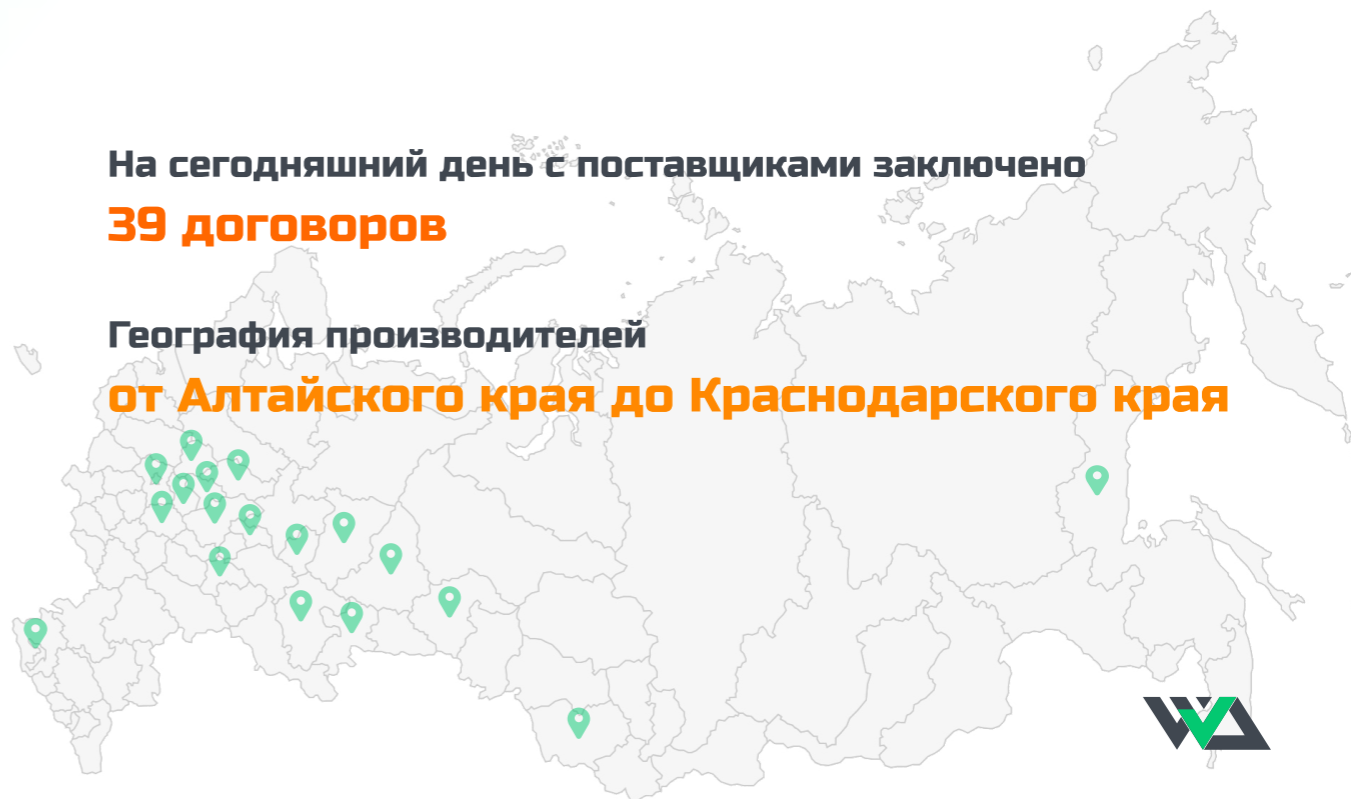 На сегодняшний день с поставщиками заключено
39 договоров
География производителей
от Алтайского края до Краснодарского края